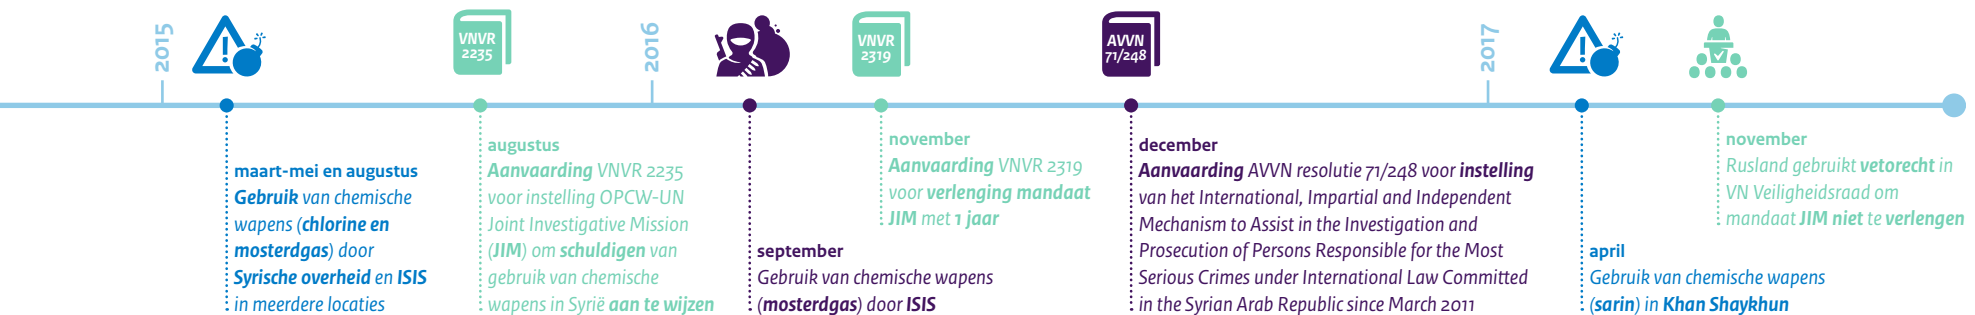 2015
VNVR
2235
2016
VNVR
2319
AVVN
71/248
2017
maart-mei en augustus
Gebruik van chemische
wapens (chlorine en
mosterdgas) door
Syrische overheid en ISIS
in meerdere locaties
augustus
Aanvaarding VNVR 2235
voor instelling OPCW-UN
Joint Investigative Mission
(JIM) om schuldigen van
gebruik van chemische
wapens in Syrië aan te wijzen
september
Gebruik van chemische wapens
(mosterdgas) door ISIS
november
Aanvaarding VNVR 2319
voor verlenging mandaat
JIM met 1 jaar
december
Aanvaarding AVVN resolutie 71/248 voor instelling
van het International, Impartial and Independent
Mechanism to Assist in the Investigation and
Prosecution of Persons Responsible for the Most
Serious Crimes under International Law Committed
in the Syrian Arab Republic since March 2011
april
Gebruik van chemische wapens
(sarin) in Khan Shaykhun
november
Rusland gebruikt vetorecht in
VN Veiligheidsraad om
mandaat JIM niet te verlengen